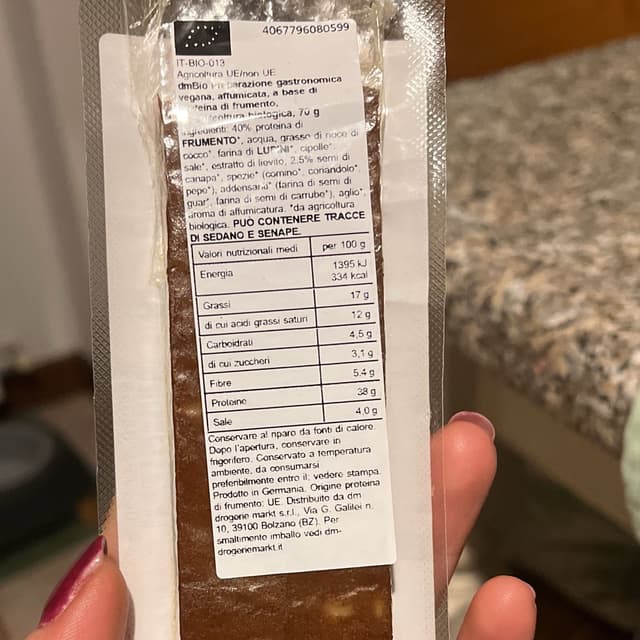 4067796080599
IT-BIO-013
Agricoltura UE/non UE
dmBio Preparazione gastronomica
vegana, affumicata, a base di
proteina di frumento,
biologica, 70 g
Ingredienti: 40% proteina di
FRUMENTO*, acqua, grasso di noce di
cocco*, farina di LUPINI*, cipolle*,
sale*, estratto di lievito, 2,5% semi di
canapa*, spezie* (comino*, coriandolo*,
pepe*), addensanti* (farina di semi di
guar*, farina di semi di carrube*), aglio*,
aroma di affumicatura. *da agricoltura
biologica. PUÒ CONTENERE TRACCE
DI SEDANO E SENAPE.
Valori nutrizionali medi per 100 g
Energia 1395 kJ
334 kcal
Grassi 17 g
di cui acidi grassi saturi 12 g
Carboidrati 4,5 g
di cui zuccheri 3,1 g
Fibre 5.4 g
Proteine 38 g
Sale 4,0 g
Conservare al riparo da fonti di calore.
Dopo l'apertura, conservare in
frigorifero. Conservato a temperatura
ambiente, da consumarsi
preferibilmente entro il: vedere stampa.
Prodotto in Germania. Origine proteina
di frumento: UE. Distribuito da dm
drogerie markt s.r.l., Via G. Galilei n.
10, 39100 Bolzano (BZ). Per
smaltimento imballo vedi dm-
drogeriemarkt.it